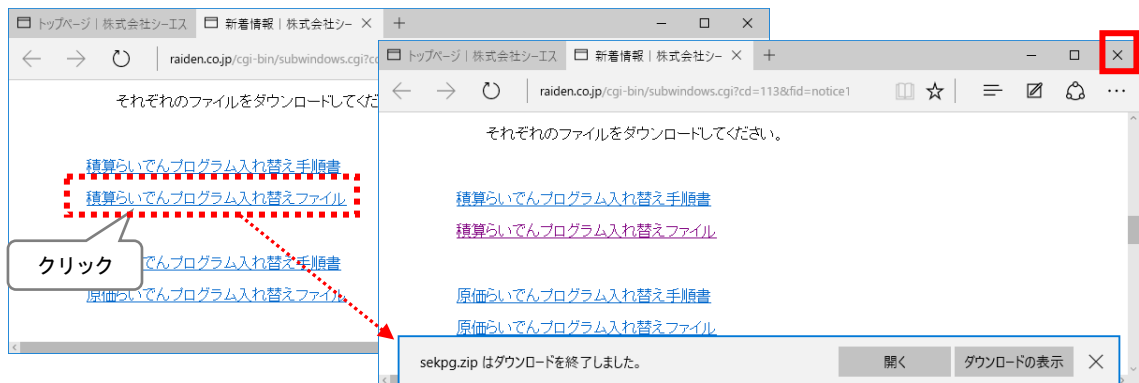 トップページ | 株式会社シーエス
新着情報 | 株式会社シー
raiden.co.jp/cgi-bin/subwindows.cgi?
それぞれのファイルをダウンロードしてくだ
積算らいでんプログラム入れ替え手順書
積算らいでんプログラム入れ替えファイル
クリック
でんプログラム入れ替え手順書
原価らいでんプログラム入れ替えファイル
トップページ | 株式会社シーエス
新着情報 | 株式会社シー
raiden.co.jp/cgi-bin/subwindows.cgi?cd=113&fid=notice1
それぞれのファイルをダウンロードしてください。
積算らいでんプログラム入れ替え手順書
積算らいでんプログラム入れ替えファイル
原価らいでんプログラム入れ替え手順書
原価らいでんプログラム入れ替えファイル
sekpg.zip はダウンロードを終了しました。
開く
ダウンロードの表示